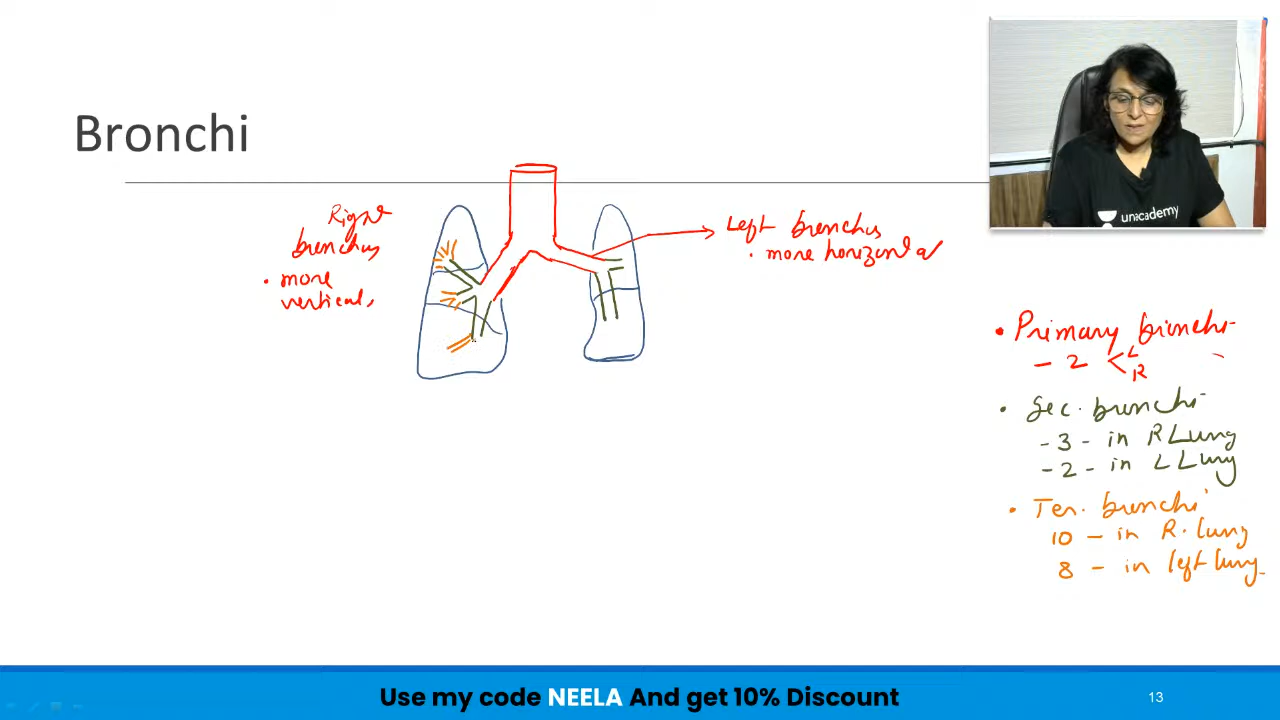 Bronchi
unacademy
Right
bronchus
• more
vertical,
Left bronchus
• more horizontal
• Primary bronchi
- 2 < L
R
• Sec. bronchi
- 3 - in R Lung
- 2 - in L Lung
• Ter. bronchi
10 - in R. lung
8 - in left lung
Use my code NEELA And get 10% Discount
13